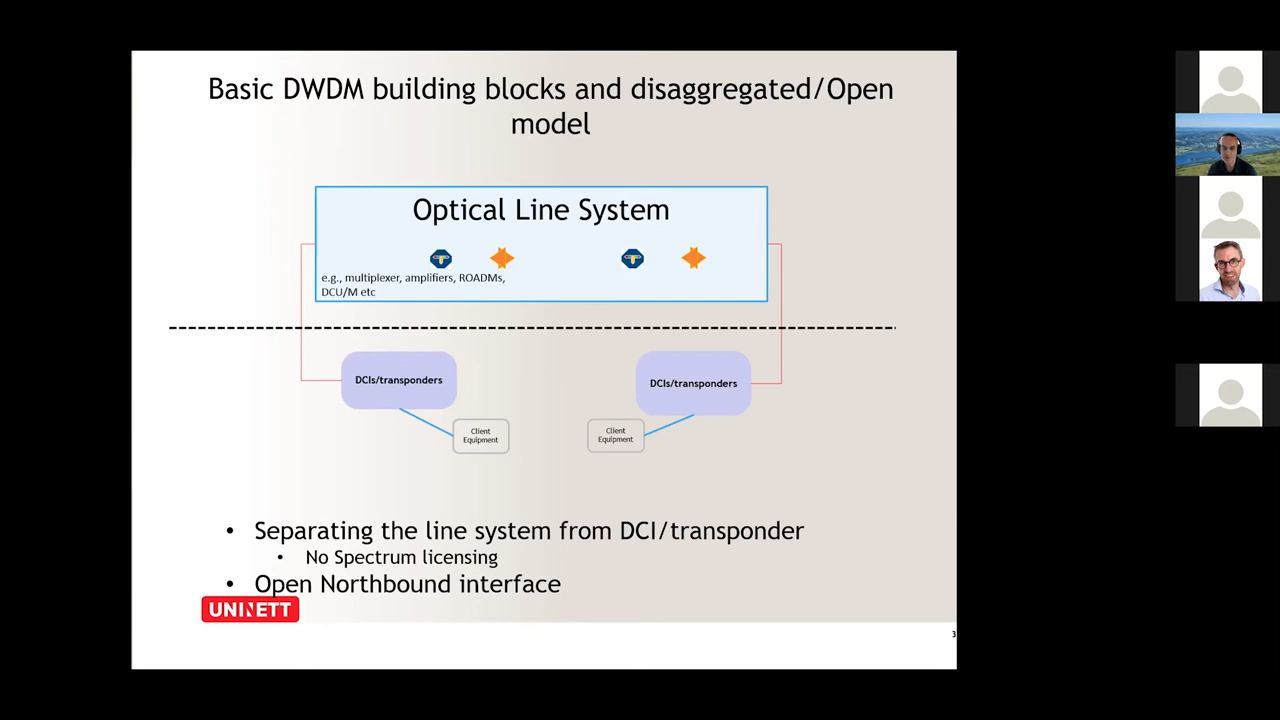 Basic DWDM building blocks and disaggregated/Open
model
Optical Line System
e.g., multiplexer, amplifiers, ROADMs,
DCU/M etc
DCIs/transponders
DCIs/transponders
Client
Equipment
Client
Equipment
• Separating the line system from DCI/transponder
• No Spectrum licensing
• Open Northbound interface
UNINETT
3